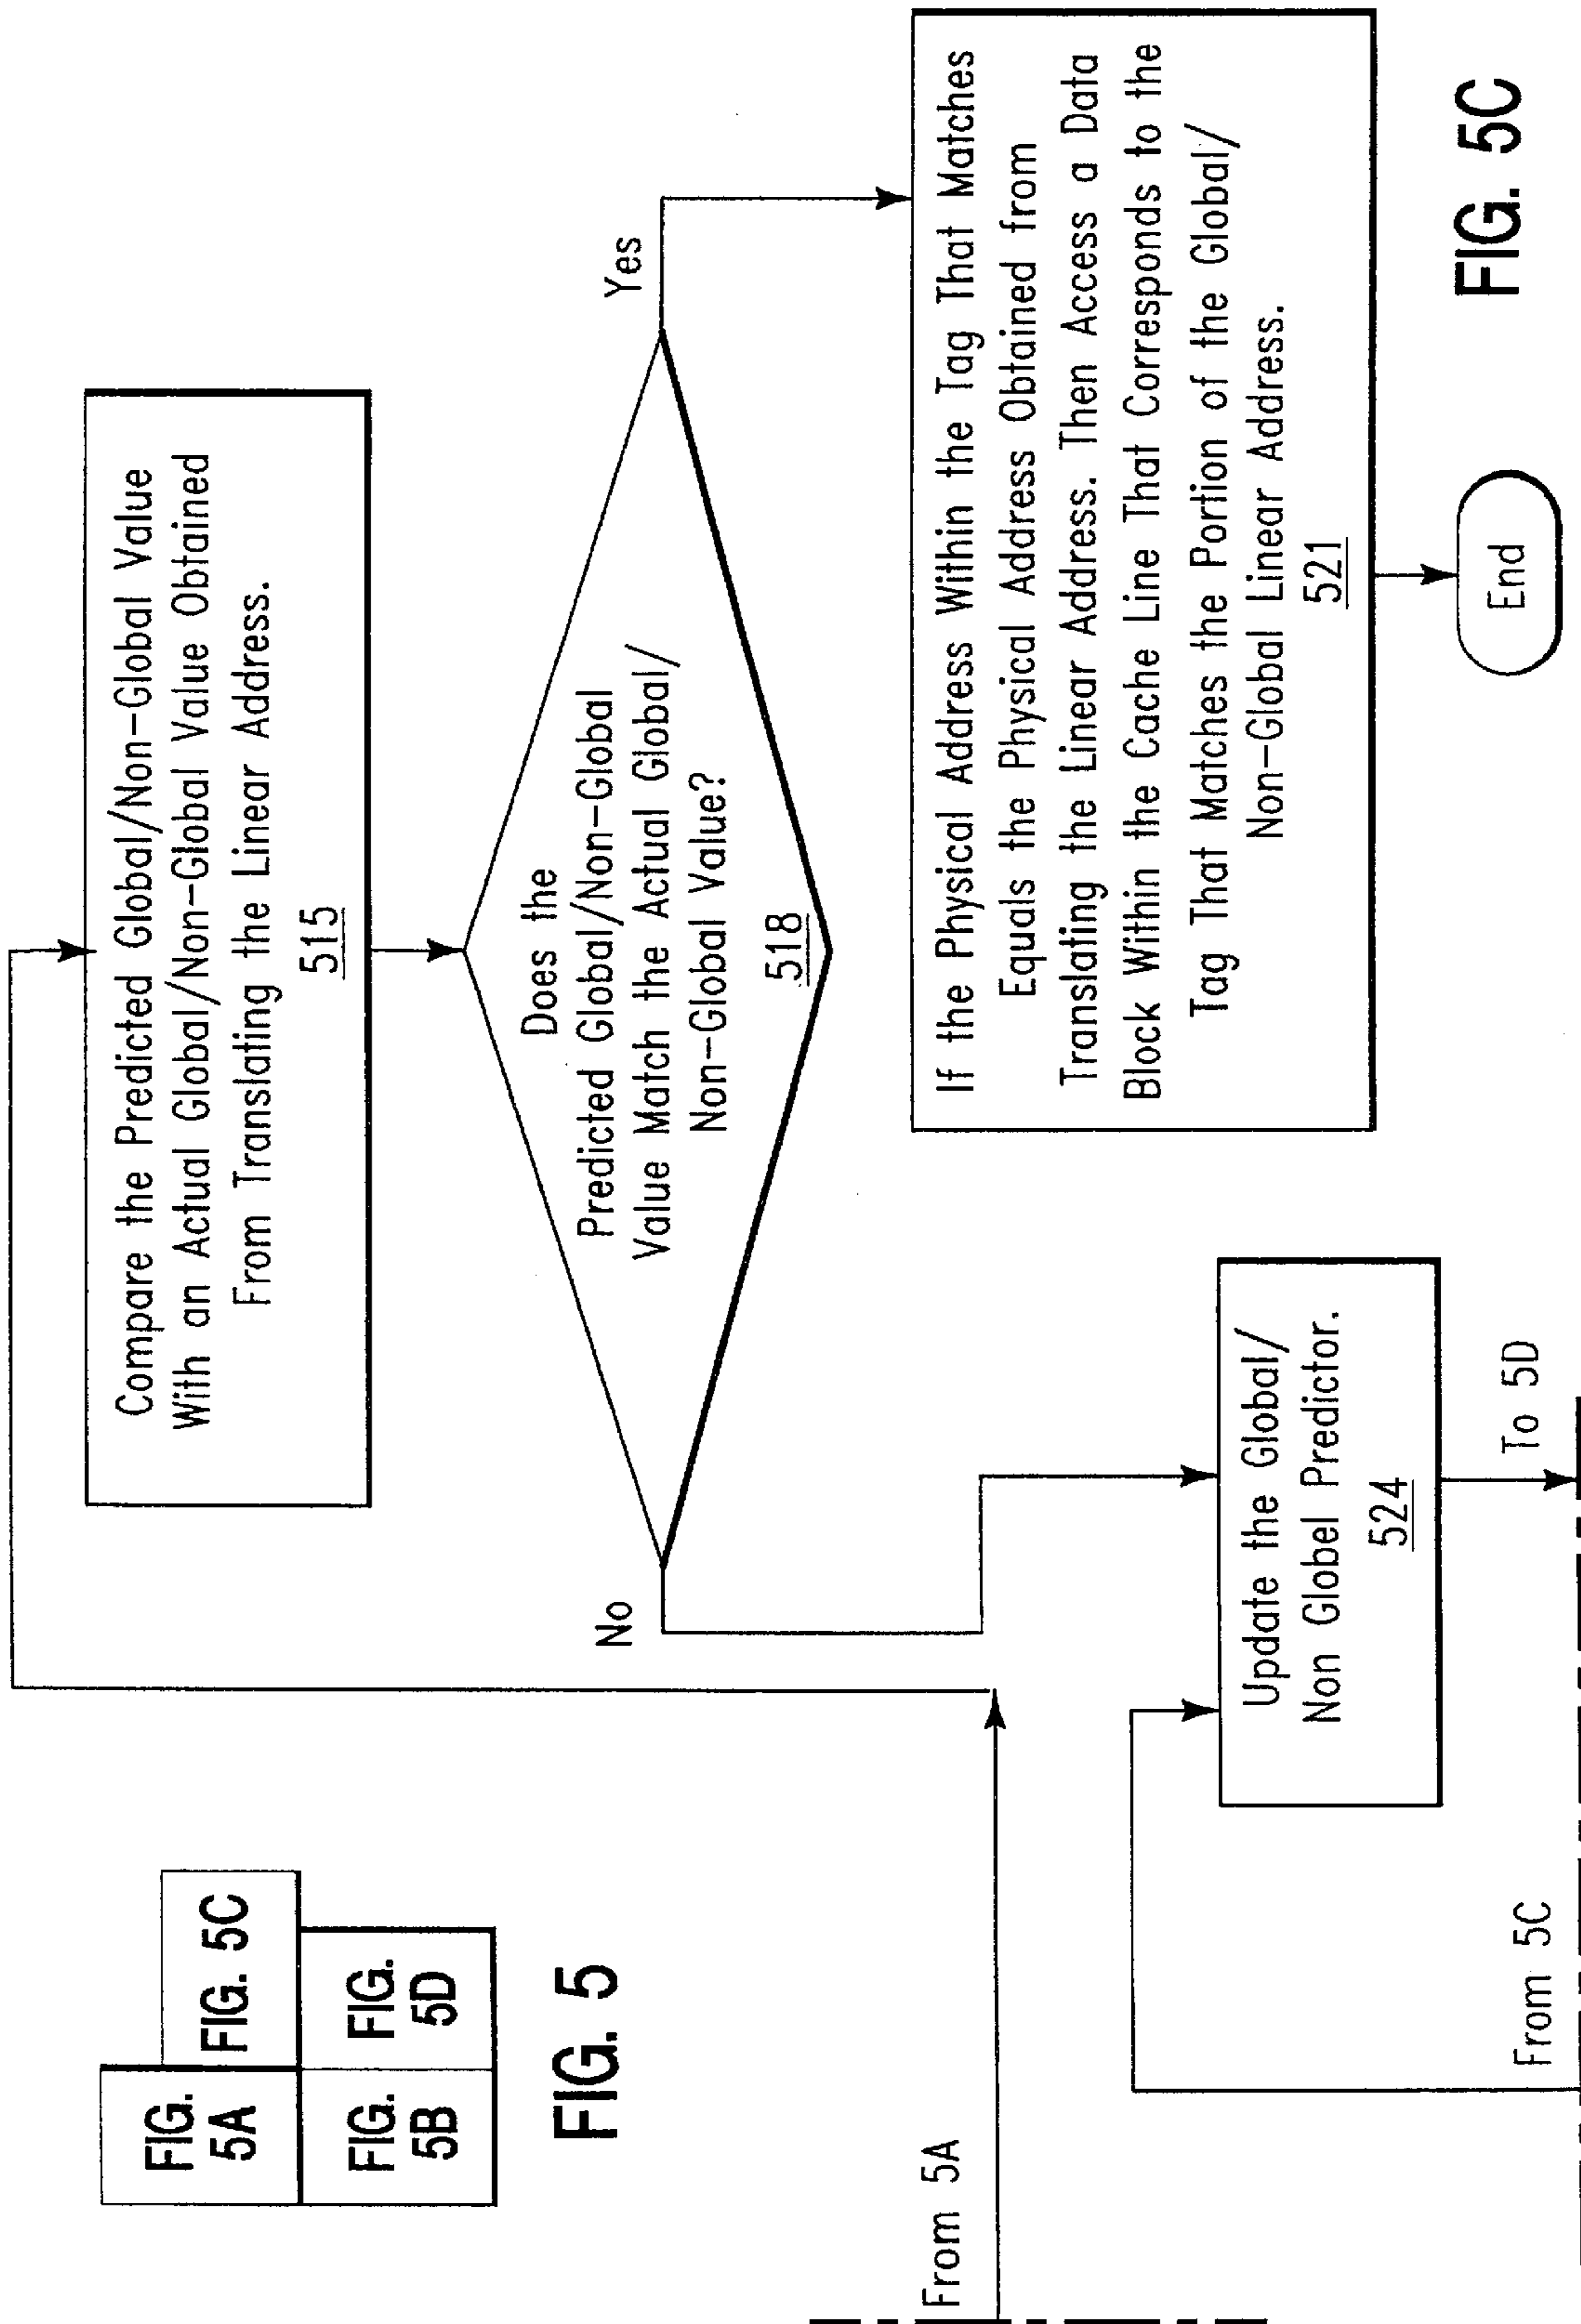 FIG.
5A
FIG. 5C
FIG.
5B
FIG.
5D
FIG. 5
From 5A
Compare the Predicted Global/Non-Global Value
With an Actual Global/Non-Global Value Obtained
From Translating the Linear Address.
515
Does the
Predicted Global/Non-Global
Value Match the Actual Global/
Non-Global Value?
518
No
Yes
If the Physical Address Within the Tag That Matches
Equals the Physical Address Obtained from
Translating the Linear Address. Then Access a Data
Block Within the Cache Line That Corresponds to the
Tag That Matches the Portion of the Global/
Non-Global Linear Address.
521
End
Update the Global/
Non Globel Predictor.
524
From 5C
To 5D
FIG. 5C